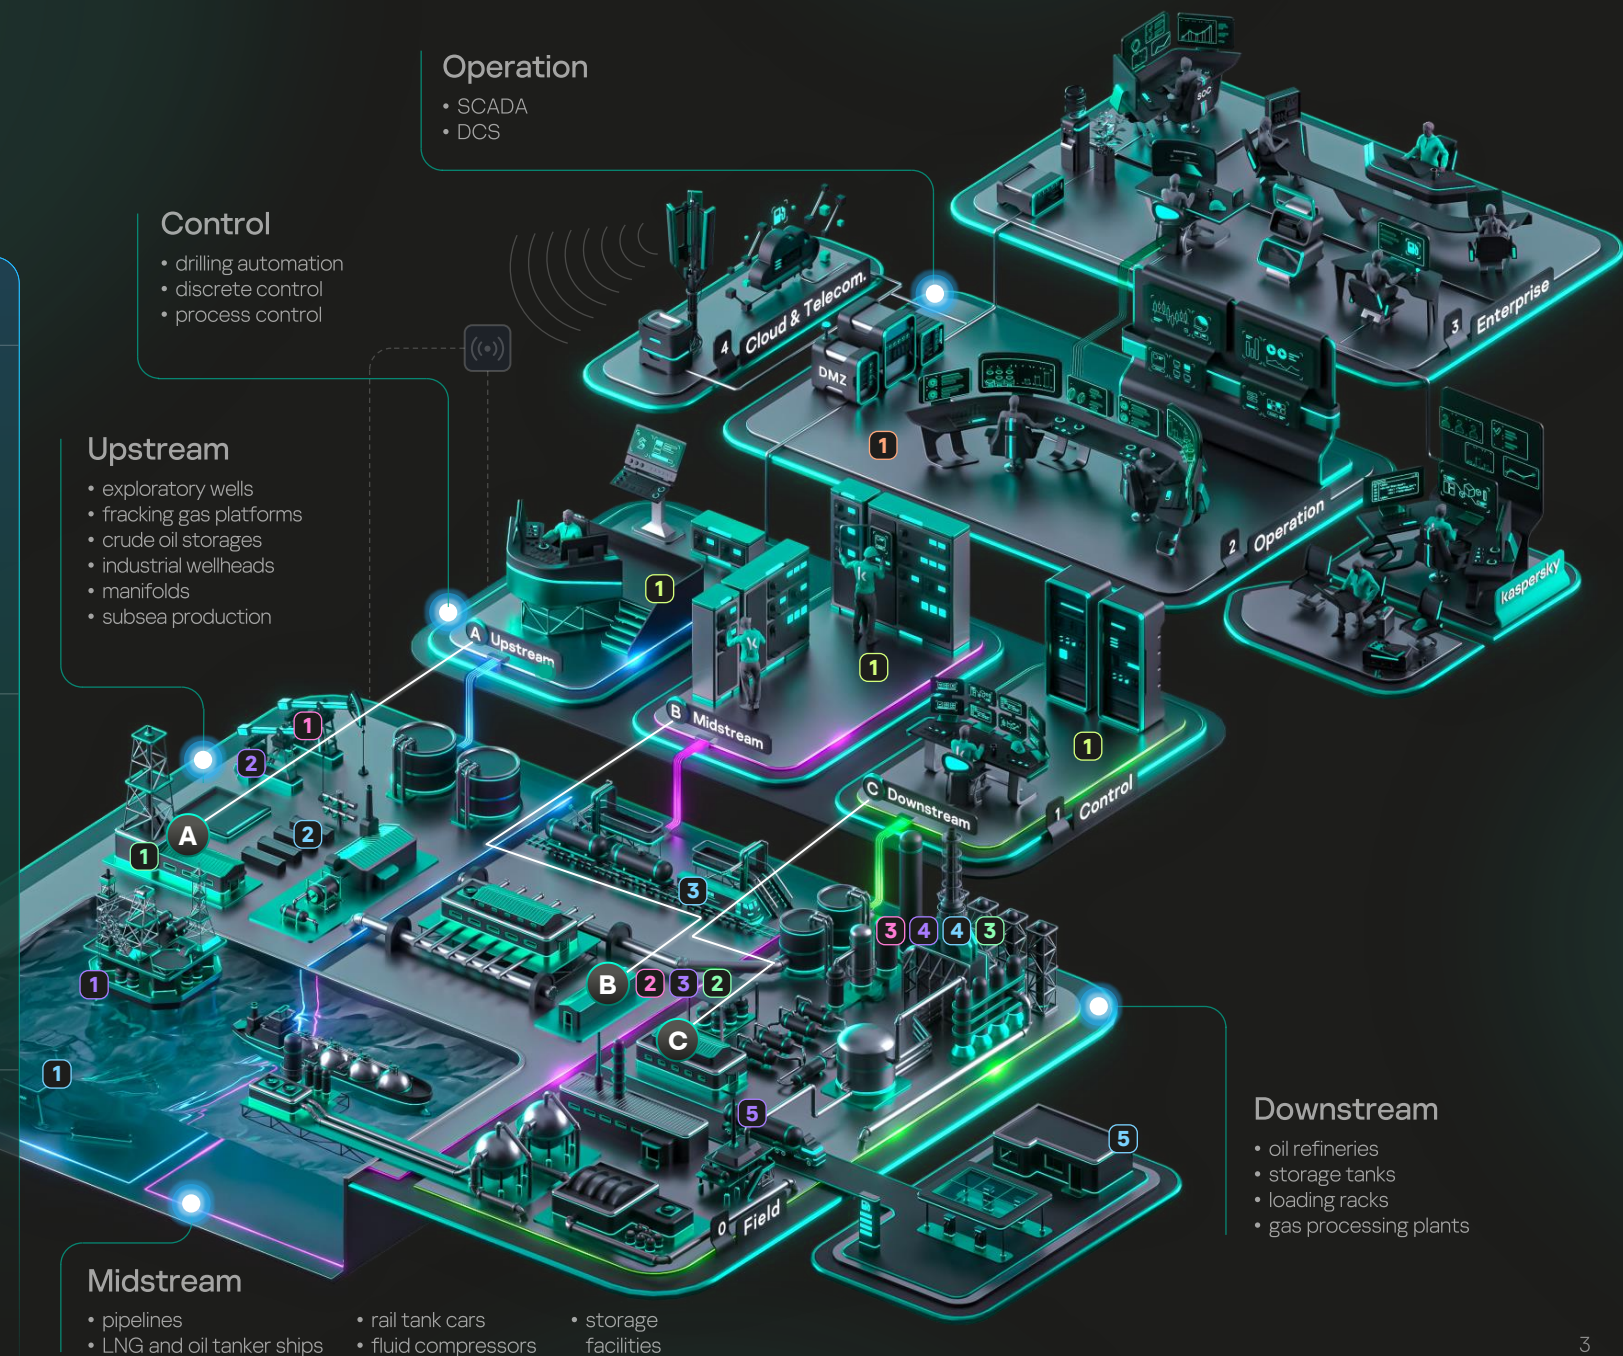 Operation
• SCADA
• DCS
SOC
Control
• drilling automation
• discrete control
• process control
4 Cloud & Telecom.
3 Enterprise
DMZ
1
2 Operation
kaspersky
Upstream
• exploratory wells
• fracking gas platforms
• crude oil storages
• industrial wellheads
• manifolds
• subsea production
1
A Upstream
1
B Midstream
1
C Downstream
1 Control
1
2
A
2
1
3
3 4 4 3
1
B 2 3 2
C
1
5
5
0 Field
Downstream
• oil refineries
• storage tanks
• loading racks
• gas processing plants
Midstream
• pipelines
• LNG and oil tanker ships
• rail tank cars
• fluid compressors
• storage
facilities
3